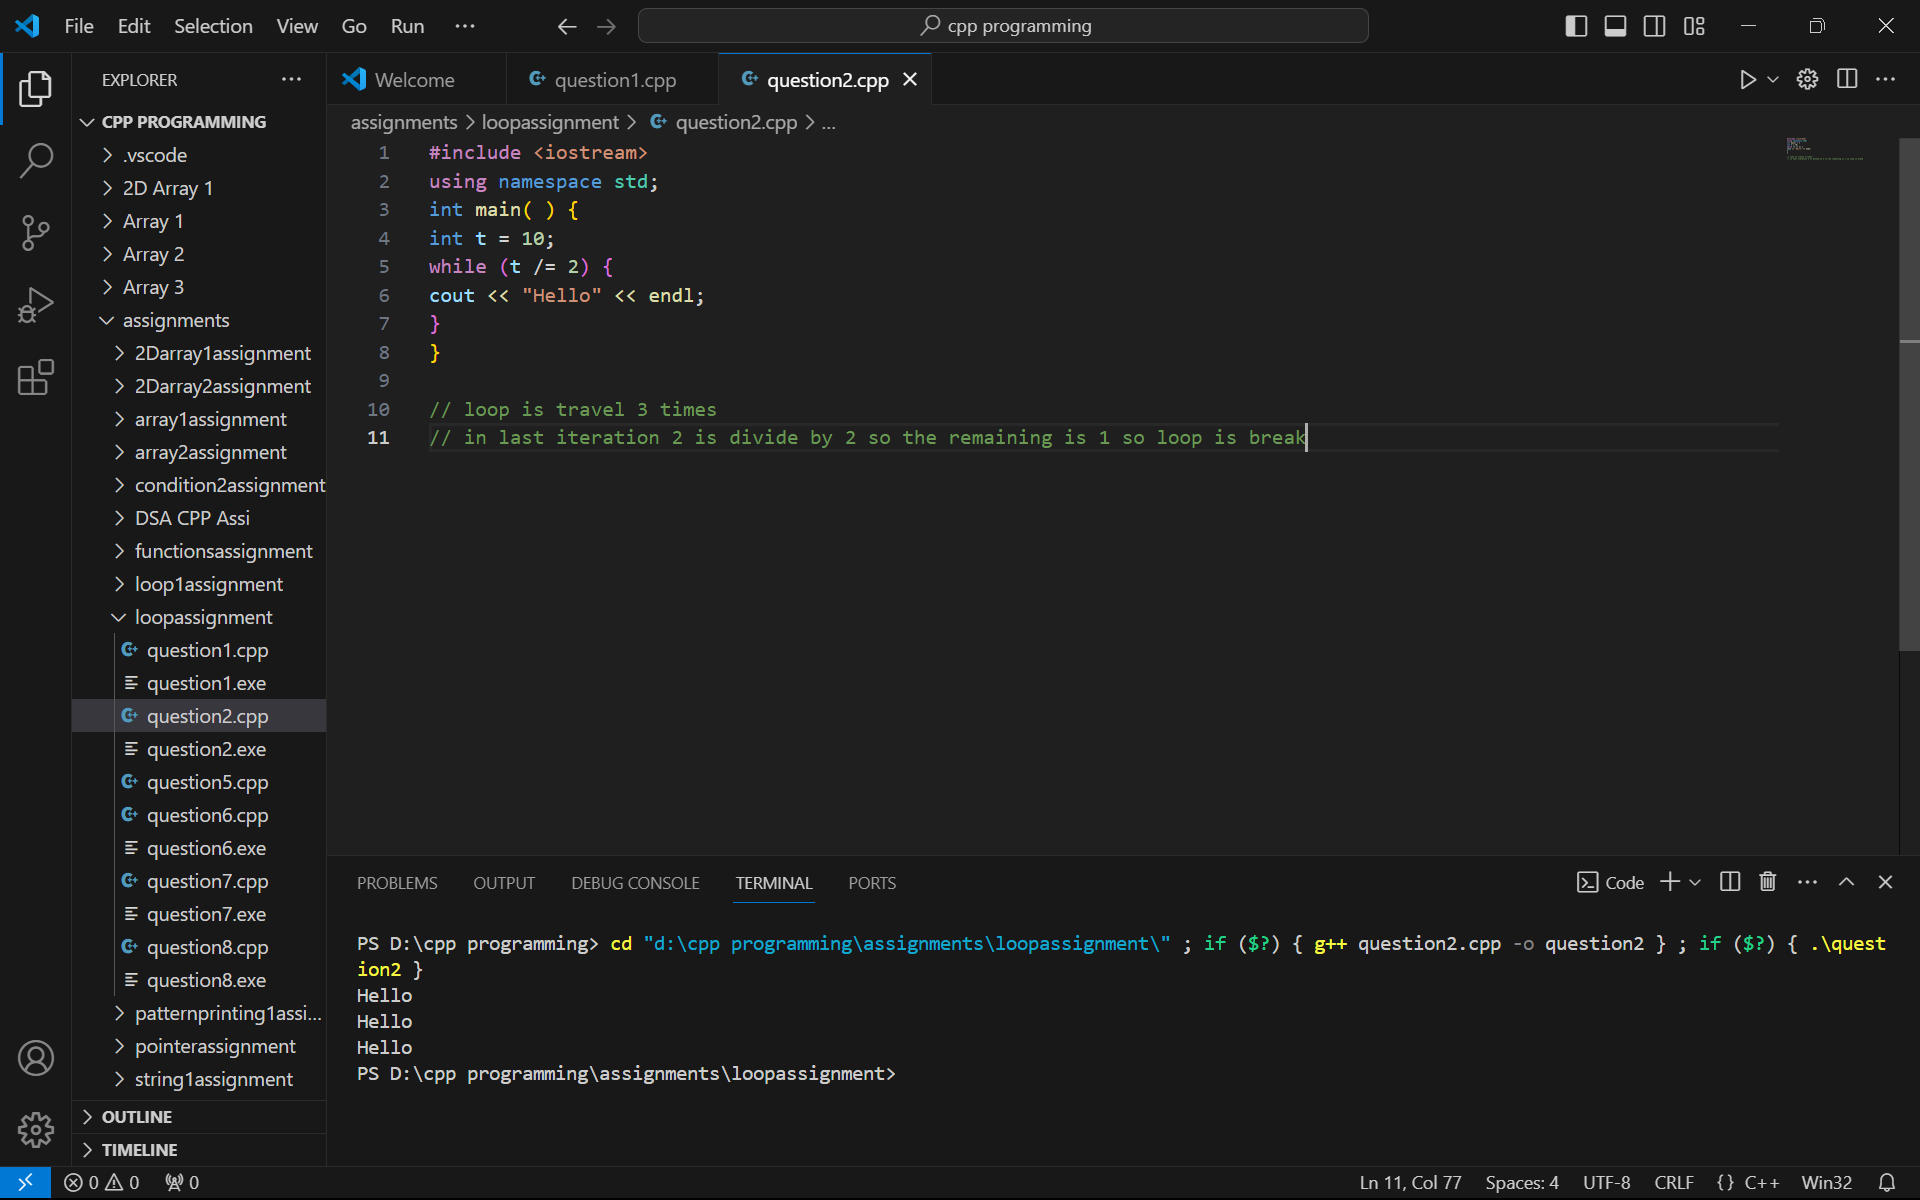 File Edit Selection View Go Run ...
cpp programming
EXPLORER ...
CPP PROGRAMMING
.vscode
2D Array 1
Array 1
Array 2
Array 3
assignments
2Darray1assignment
2Darray2assignment
array1assignment
array2assignment
condition2assignment
DSA CPP Assi
functionsassignment
loop1assignment
loopassignment
question1.cpp
question1.exe
question2.cpp
question2.exe
question5.cpp
question6.cpp
question6.exe
question7.cpp
question7.exe
question8.cpp
question8.exe
patternprinting1assi...
pointerassignment
string1assignment
OUTLINE
TIMELINE
Welcome question1.cpp question2.cpp
assignments > loopassignment > question2.cpp > ...
1 #include <iostream>
2 using namespace std;
3 int main( ) {
4 int t = 10;
5 while (t /= 2) {
6 cout << "Hello" << endl;
7 }
8 }
9
10 // loop is travel 3 times
11 // in last iteration 2 is divide by 2 so the remaining is 1 so loop is break
PROBLEMS OUTPUT DEBUG CONSOLE TERMINAL PORTS
Code
PS D:\cpp programming> cd "d:\cpp programming\assignments\loopassignment\" ; if ($?) { g++ question2.cpp -o question2 } ; if ($?) { .\quest
ion2 }
Hello
Hello
Hello
PS D:\cpp programming\assignments\loopassignment>
0 0 0
Ln 11, Col 77 Spaces: 4 UTF-8 CRLF {} C++ Win32